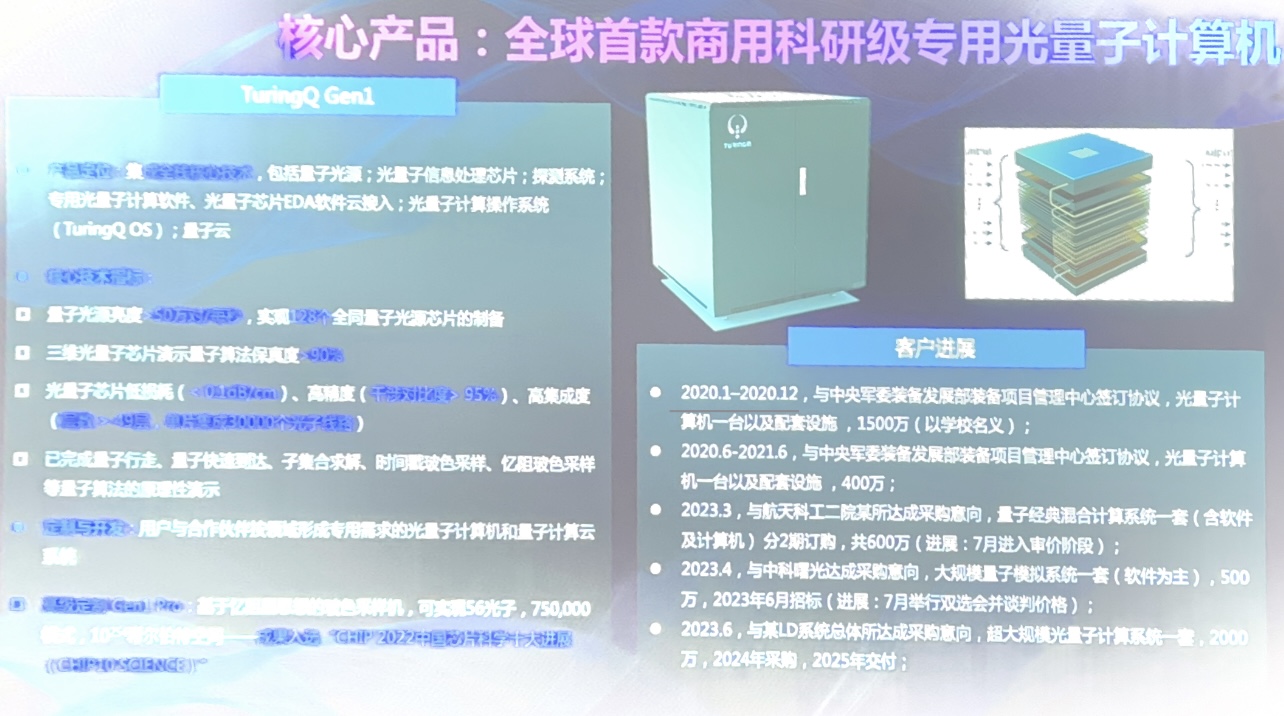 核心产品：全球首款商用科研级专用光量子计算机
TuringQ Gen1
产品定位：集成全线核心技术，包括量子光源；光量子信息处理芯片；探测系统；
专用光量子计算软件、光量子芯片EDA软件云接入；光量子计算操作系统
（TuringQ OS）；量子云
核心技术指标：
量子光源亮度>50万对/毫秒，实现128个全同量子光源芯片的制备
三维光量子芯片演示量子算法保真度>90%
光量子芯片低损耗（<0.1dB/cm）、高精度（干涉对比度> 95%）、高集成度
（层数>=49层，单片集成30000个光子线路）
已完成量子行走、量子快速到达、子集合求解、时间戳玻色采样、忆阻玻色采样
等量子算法的原理性演示
定制与开发：用户与合作伙伴按领域形成专用需求的光量子计算机和量子计算云
系统
Gen1 Pro：基于亿 的玻色采样机，可实现56光子，750,000
成果入选“CHIP 2022中国芯片科学十大进展
（CHIP10 SCIENCE）”
TURINGQ
客户进展
2020.1–2020.12，与中央军委装备发展部装备项目管理中心签订协议，光量子计
算机一台以及配套设施 ，1500万（以学校名义）；
2020.6-2021.6，与中央军委装备发展部装备项目管理中心签订协议，光量子计算
机一台以及配套设施 ，400万；
2023.3，与航天科工二院某所达成采购意向，量子经典混合计算系统一套（含软件
及计算机）分2期订购，共600万（进展：7月进入审价阶段）；
2023.4，与中科曙光达成采购意向，大规模量子模拟系统一套（软件为主），500
万，2023年6月招标（进展：7月举行双选会并谈判价格）；
2023.6，与某LD系统总体所达成采购意向，超大规模光量子计算系统一套，2000
万，2024年采购，2025年交付；